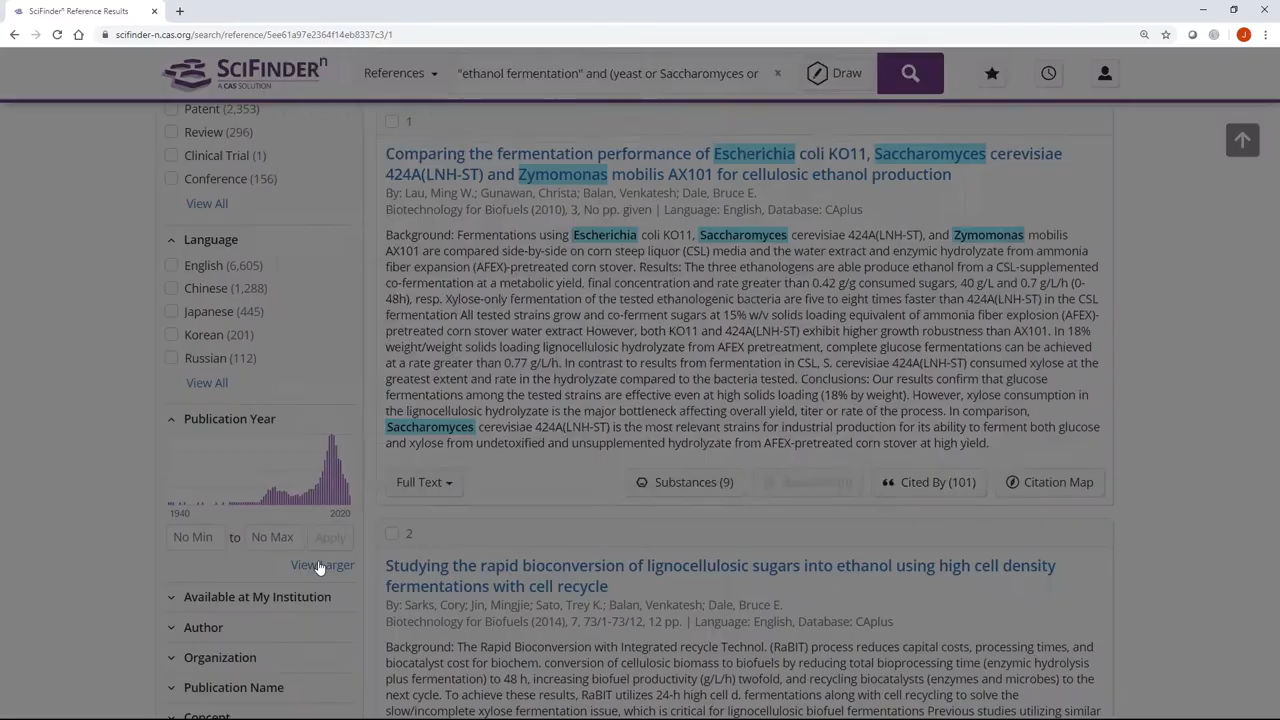 SciFinder® Reference Results
scifinder-n.cas.org/search/reference/5ee61a97e2364f14eb8337c3/1
J
SCIFINDERⁿ
A CAS SOLUTION
References
"ethanol fermentation" and (yeast or Saccharomyces or
Draw
Patent (2,353)
Review (296)
Clinical Trial (1)
Conference (156)
View All
Language
English (6,605)
Chinese (1,288)
Japanese (445)
Korean (201)
Russian (112)
View All
Publication Year
1940 2020
No Min to No Max Apply
View Larger
Available at My Institution
Author
Organization
Publication Name
Concept
1
Comparing the fermentation performance of Escherichia coli KO11, Saccharomyces cerevisiae
424A(LNH-ST) and Zymomonas mobilis AX101 for cellulosic ethanol production
By: Lau, Ming W.; Gunawan, Christa; Balan, Venkatesh; Dale, Bruce E.
Biotechnology for Biofuels (2010), 3, No pp. given | Language: English, Database: CAplus
Background: Fermentations using Escherichia coli KO11, Saccharomyces cerevisiae 424A(LNH-ST), and Zymomonas mobilis
AX101 are compared side-by-side on corn steep liquor (CSL) media and the water extract and enzymic hydrolyzate from ammonia
fiber expansion (AFEX)-pretreated corn stover. Results: The three ethanologens are able produce ethanol from a CSL-supplemented
co-fermentation at a metabolic yield, final concentration and rate greater than 0.42 g/g consumed sugars, 40 g/L and 0.7 g/L/h (0-
48h), resp. Xylose-only fermentation of the tested ethanologenic bacteria are five to eight times faster than 424A(LNH-ST) in the CSL
fermentation All tested strains grow and co-ferment sugars at 15% w/v solids loading equivalent of ammonia fiber explosion (AFEX)-
pretreated corn stover water extract However, both KO11 and 424A(LNH-ST) exhibit higher growth robustness than AX101. In 18%
weight/weight solids loading lignocellulosic hydrolyzate from AFEX pretreatment, complete glucose fermentations can be achieved
at a rate greater than 0.77 g/L/h. In contrast to results from fermentation in CSL, S. cerevisiae 424A(LNH-ST) consumed xylose at the
greatest extent and rate in the hydrolyzate compared to the bacteria tested. Conclusions: Our results confirm that glucose
fermentations among the tested strains are effective even at high solids loading (18% by weight). However, xylose consumption in
the lignocellulosic hydrolyzate is the major bottleneck affecting overall yield, titer or rate of the process. In comparison,
Saccharomyces cerevisiae 424A(LNH-ST) is the most relevant strains for industrial production for its ability to ferment both glucose
and xylose from undetoxified and unsupplemented hydrolyzate from AFEX-pretreated corn stover at high yield.
Full Text Substances (9) Cited By (101) Citation Map
2
Studying the rapid bioconversion of lignocellulosic sugars into ethanol using high cell density
fermentations with cell recycle
By: Sarks, Cory; Jin, Mingjie; Sato, Trey K.; Balan, Venkatesh; Dale, Bruce E.
Biotechnology for Biofuels (2014), 7, 73/1-73/12, 12 pp. | Language: English, Database: CAplus
Background: The Rapid Bioconversion with Integrated recycle Technol. (RaBIT) process reduces capital costs, processing times, and
biocatalyst cost for biochem. conversion of cellulosic biomass to biofuels by reducing total bioprocessing time (enzymic hydrolysis
plus fermentation) to 48 h, increasing biofuel productivity (g/L/h) twofold, and recycling biocatalysts (enzymes and microbes) to the
next cycle. To achieve these results, RaBIT utilizes 24-h high cell d. fermentations along with cell recycling to solve the
slow/incomplete xylose fermentation issue, which is critical for lignocellulosic biofuel fermentations Previous studies utilizing similar